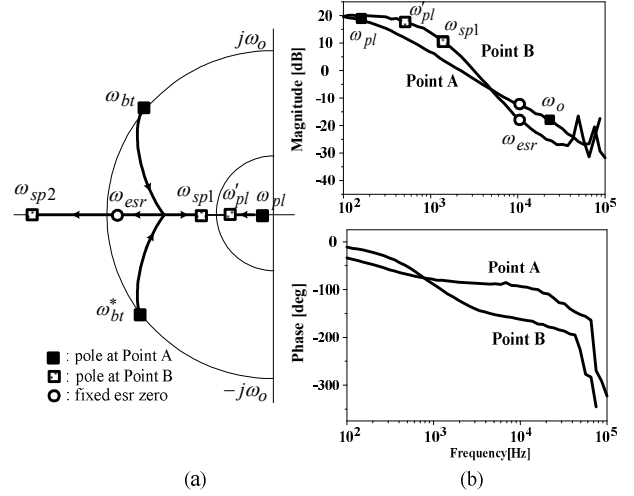 jω_o
ω_bt
ω_sp2
ω_esr
ω_sp1
ω'_pl
ω_pl
ω*_bt
: pole at Point A
: pole at Point B
: fixed esr zero
−jω_o
(a)
20
10
0
-10
-20
-30
-40
Magnitude [dB]
ω_pl
ω'_pl
ω_sp1
Point B
Point A
ω_o
ω_esr
10^2
10^3
10^4
10^5
0
-100
-200
-300
Phase [deg]
Point A
Point B
10^2
10^3
10^4
10^5
Frequency[Hz]
(b)